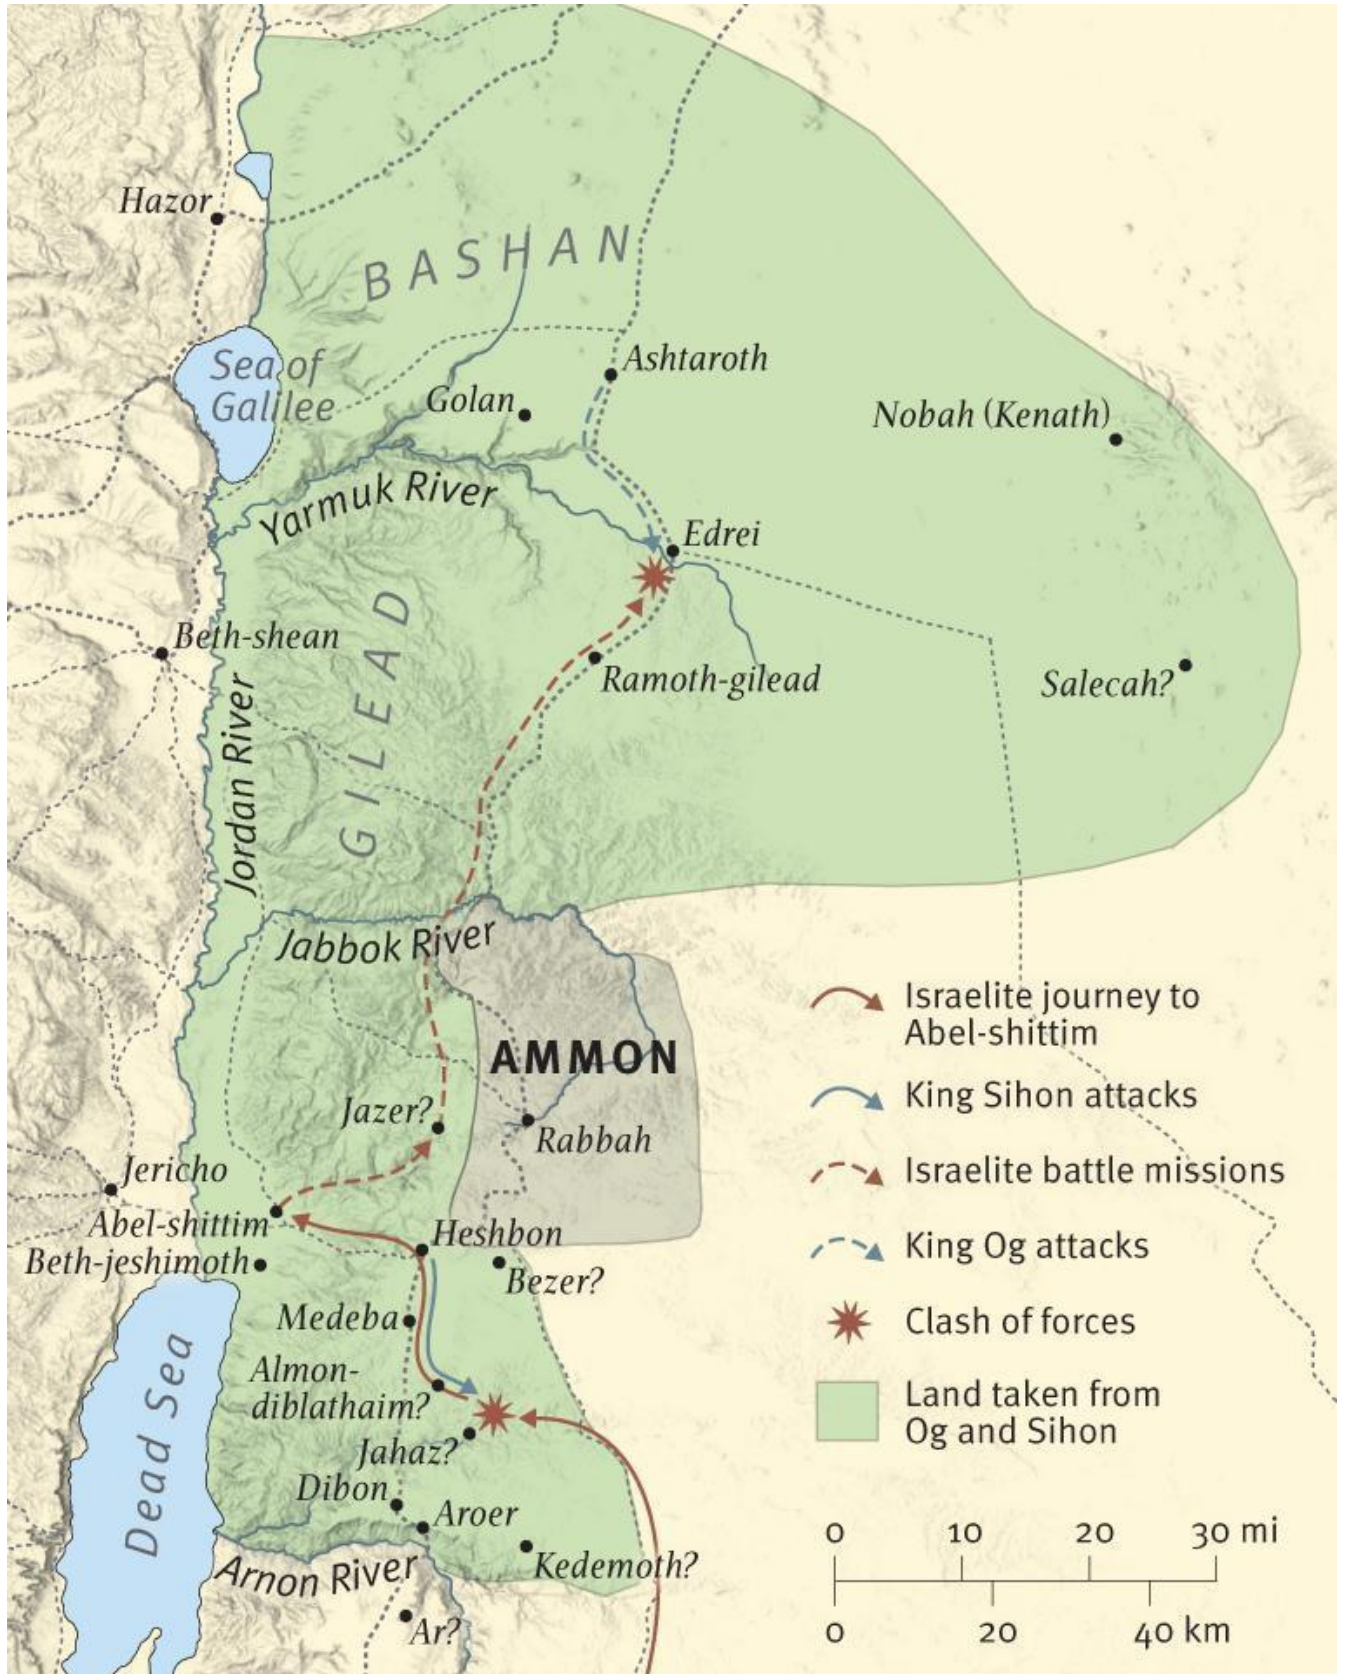 Hazor
BASHAN
Sea of
Galilee
Ashtaroth
Golan
Nobah (Kenath)
Yarmuk River
Edrei
GILEAD
Beth-shean
Ramoth-gilead
Salecah?
Jordan River
Jabbok River
AMMON
Jazer?
Rabbah
Jericho
Abel-shittim
Heshbon
Beth-jeshimoth
Bezer?
Medeba
Almon-
diblathaim?
Jahaz?
Dead Sea
Dibon
Aroer
Kedemoth?
Arnon River
Ar?
Israelite journey to
Abel-shittim
King Sihon attacks
Israelite battle missions
King Og attacks
Clash of forces
Land taken from
Og and Sihon
0 10 20 30 mi
0 20 40 km